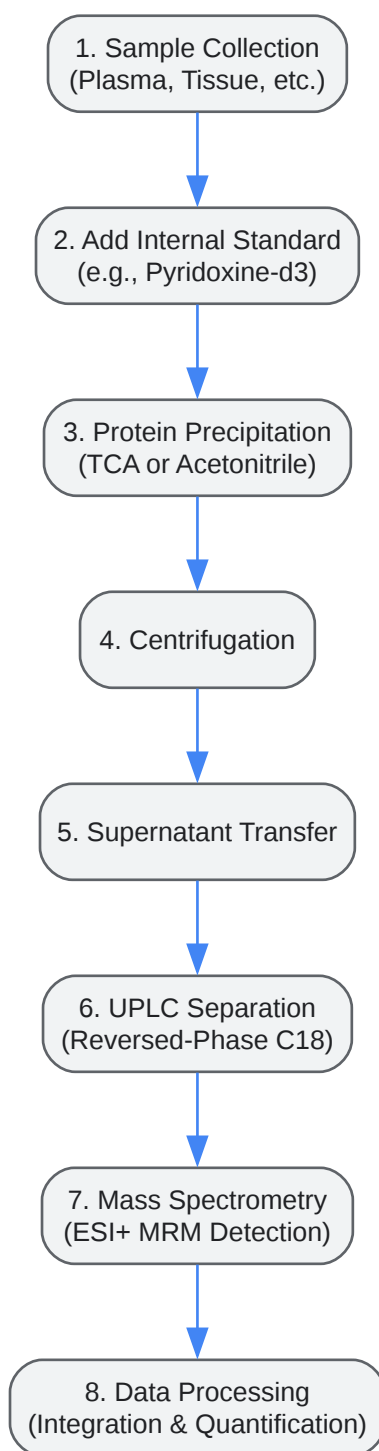 1. Sample Collection
(Plasma, Tissue, etc.)
2. Add Internal Standard
(e.g., Pyridoxine-d3)
3. Protein Precipitation
(TCA or Acetonitrile)
4. Centrifugation
5. Supernatant Transfer
6. UPLC Separation
(Reversed-Phase C18)
7. Mass Spectrometry
(ESI+ MRM Detection)
8. Data Processing
(Integration & Quantification)